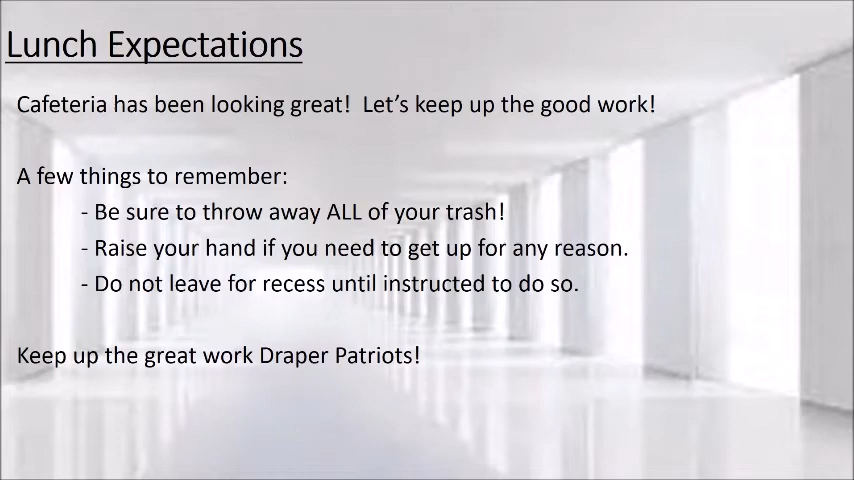 Lunch Expectations
Cafeteria has been looking great!  Let’s keep up the good work!
A few things to remember:
- Be sure to throw away ALL of your trash!
- Raise your hand if you need to get up for any reason.
- Do not leave for recess until instructed to do so.
Keep up the great work Draper Patriots!